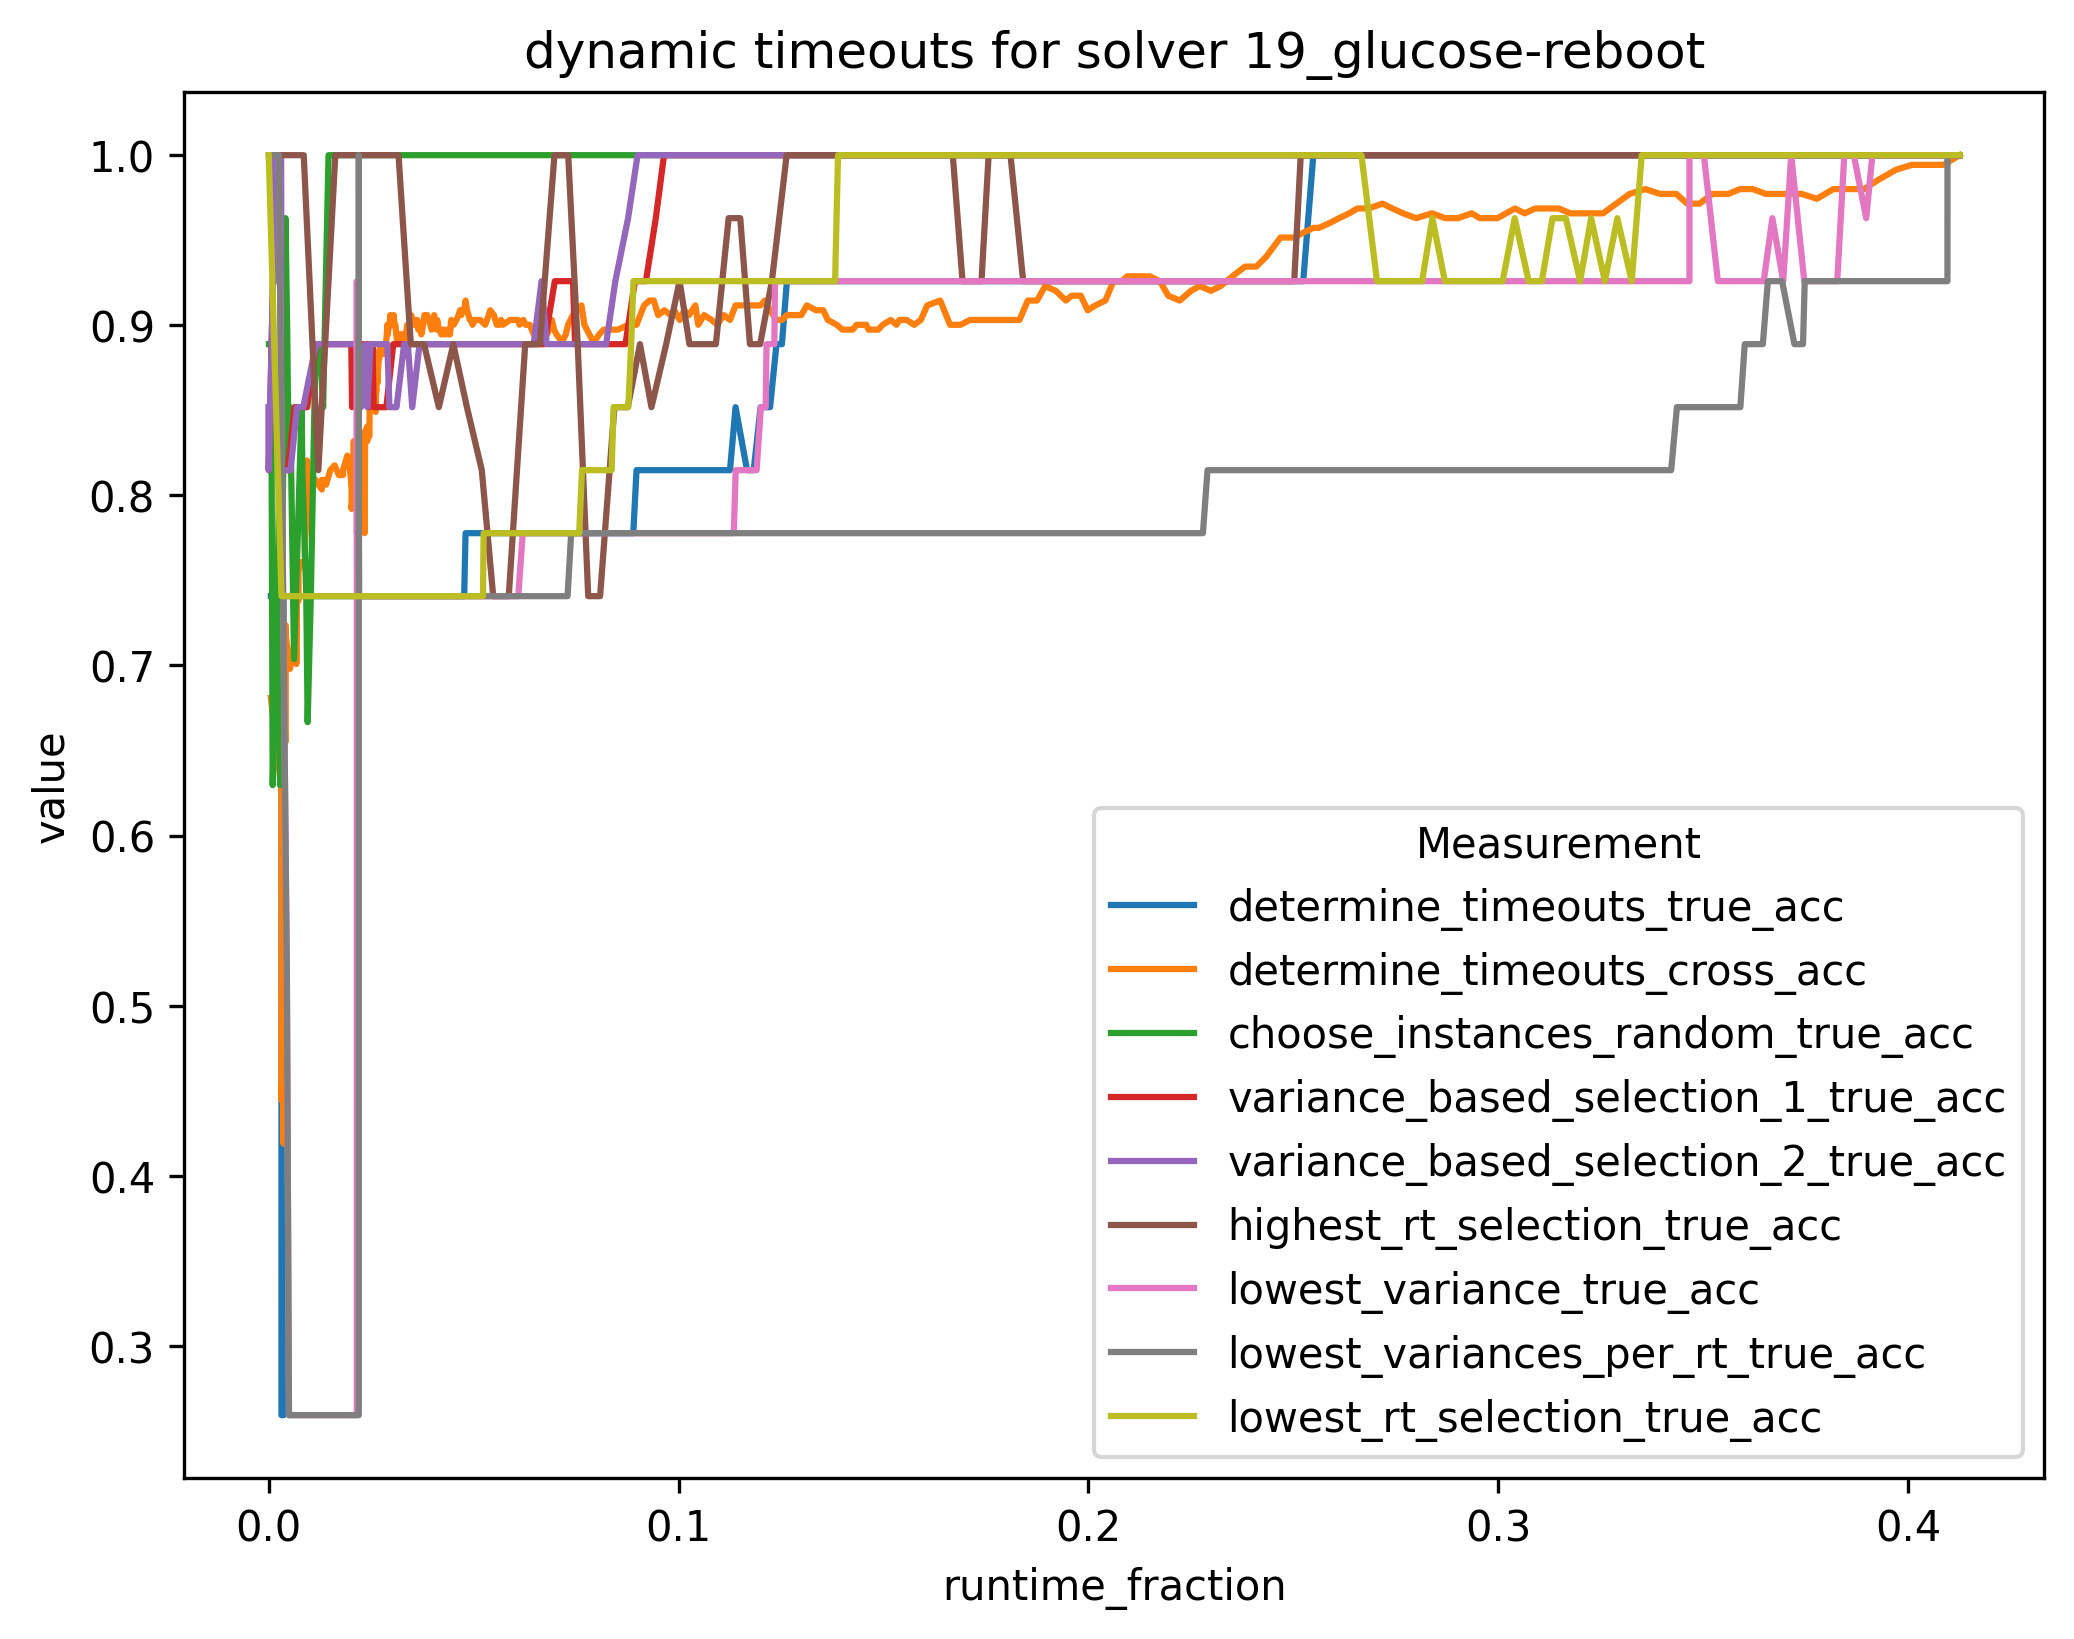 dynamic timeouts for solver 19_glucose-reboot
1.0
0.9
0.8
0.7
0.6
0.5
0.4
0.3
value
0.0
0.1
0.2
0.3
0.4
runtime_fraction
Measurement
determine_timeouts_true_acc
determine_timeouts_cross_acc
choose_instances_random_true_acc
variance_based_selection_1_true_acc
variance_based_selection_2_true_acc
highest_rt_selection_true_acc
lowest_variance_true_acc
lowest_variances_per_rt_true_acc
lowest_rt_selection_true_acc